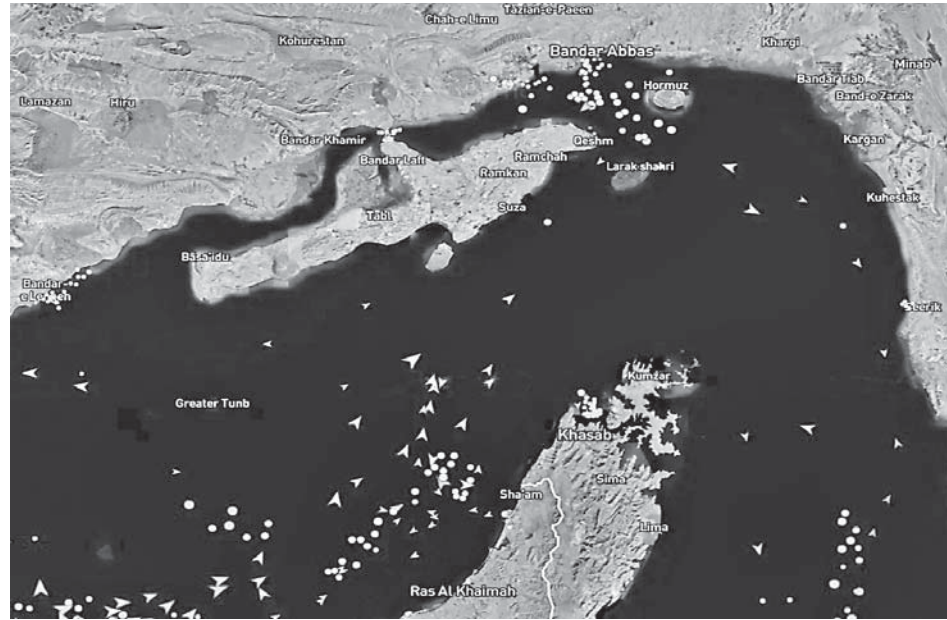 Tazian-e-Paeen
Chah-e Limu
Kohurestan
Bandar Abbas
Khargi
Minab
Bandar Tiab
Band-e Zarak
Hormuz
Lamazan
Hiru
Bandar Khamir
Qeshm
Kargan
Bandar Laft
Ramchah
Ramkan
Larak shahri
Kuhestak
Tabl
Suza
Basa'idu
Bandar-
e Lengeh
Kumzar
Greater Tunb
Khasab
Sima
Sha'am
Lima
Ras Al Khaimah